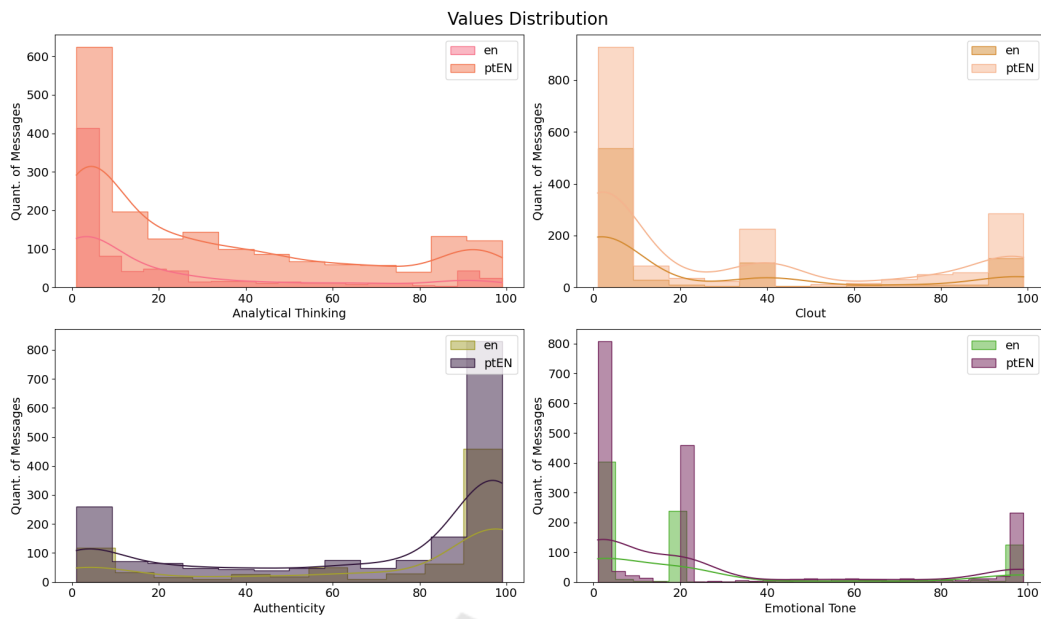 Values Distribution
Quant. of Messages
600
500
400
300
200
100
0
0 20 40 60 80 100
Analytical Thinking
en
ptEN
Quant. of Messages
800
600
400
200
0
0 20 40 60 80 100
Clout
en
ptEN
Quant. of Messages
800
700
600
500
400
300
200
100
0
0 20 40 60 80 100
Authenticity
en
ptEN
Quant. of Messages
800
700
600
500
400
300
200
100
0
0 20 40 60 80 100
Emotional Tone
en
ptEN